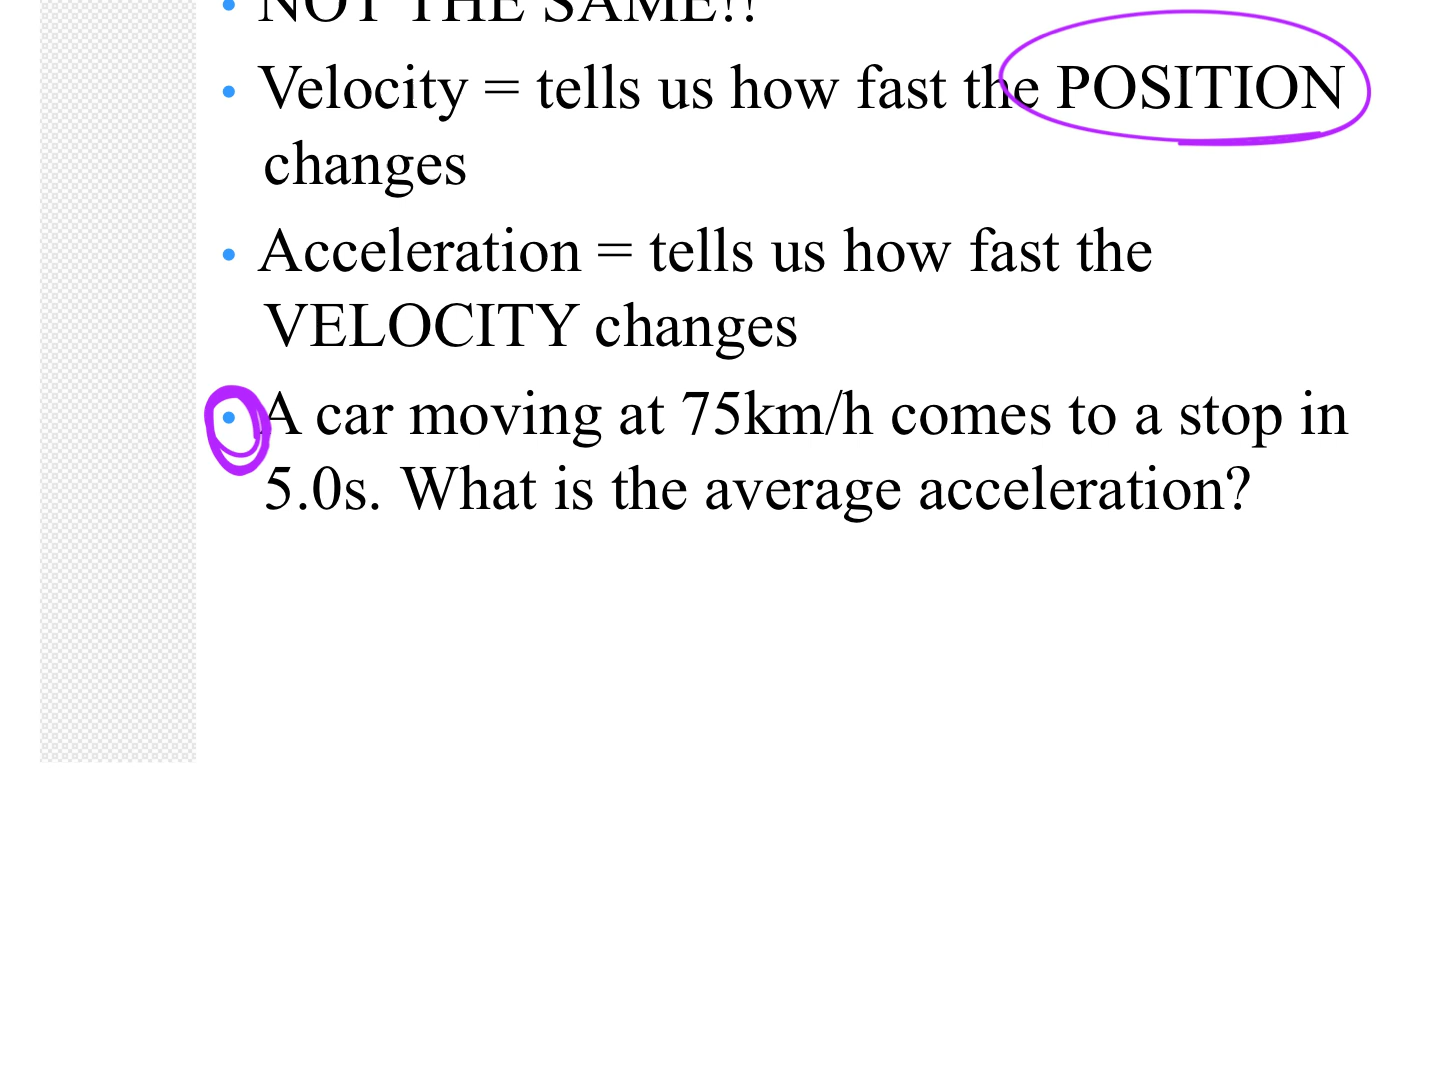 • NOT THE SAME!!
• Velocity = tells us how fast the POSITION
changes
• Acceleration = tells us how fast the
VELOCITY changes
• A car moving at 75km/h comes to a stop in
5.0s. What is the average acceleration?